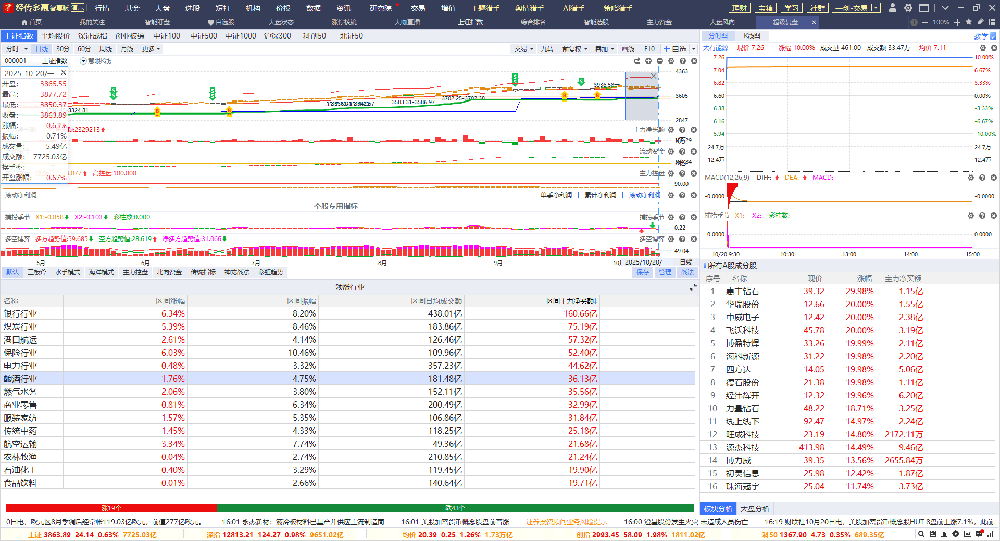 经传多赢 智尊版 演示 行情 基金 大盘 选股 短打 机构 价投 数据 资讯 研究院 交易 增值 主题猎手 舆情猎手 AI猎手 策略猎手 理财 宝箱 学习 社群 一创-交易
首页 我的关注 智能盯盘 自选股 大盘状态 涨停棱镜 大咖直播 上证指数 综合排名 智能选股 主力资金 大盘风向 超级复盘 100%
上证指数 平均股价 深证成指 创业板综 中证100 中证500 中证1000 沪深300 科创50 北证50
分时 日线 30分 60分 周线 月线 更多 交易 九转 前复权 叠加 画线 F10 自选
000001 上证指数 慧眼K线
2025-10-20/一
开盘: 3865.55
最高: 3877.72
最低: 3850.37
收盘: 3863.89
涨幅: 0.63%
振幅: 0.71%
成交量: 5.49亿
成交额: 7725.03亿
换手率: -
开盘涨幅: 0.67%
4363
3605
2847
3936.58
3702.25-3702.38
3583.31-3586.97
3324.81
额:2329213 主力净买额
流动资金
.077 高控盘:100.000 主力控盘
90.00
滚动净利润 单季净利润 累计净利润 滚动净利润
个股专用指标
捕捞季节 X1:-0.058 X2:-0.103 彩柱数:0.000 捕捞季节
0.22
多空博弈 多方趋势值:59.685 空方趋势值:28.619 净多方趋势值:31.066 多空博弈
49.04
5月 6月 7月 8月 9月 2025/10/20/一 日线
默认 三板斧 水手模式 海洋模式 主力控盘 北向资金 传统指标 神龙战法 彩虹趋势 保存 管理 战法
领涨行业
名称 区间涨幅 区间振幅 区间日均成交额 区间主力净买额↓
银行行业 6.34% 8.20% 438.01亿 160.66亿
煤炭行业 5.39% 8.46% 183.86亿 75.19亿
港口航运 2.61% 4.14% 126.46亿 57.32亿
保险行业 6.03% 10.46% 109.96亿 52.40亿
电力行业 0.48% 3.32% 357.23亿 44.62亿
酿酒行业 1.76% 4.75% 181.48亿 36.13亿
燃气水务 2.06% 3.80% 152.11亿 35.56亿
商业零售 0.81% 6.34% 200.49亿 32.99亿
服装家纺 1.57% 5.35% 106.86亿 31.84亿
传统中药 1.45% 4.33% 118.25亿 25.18亿
航空运输 3.34% 7.74% 49.36亿 21.68亿
农林牧渔 0.04% 2.74% 210.85亿 21.24亿
石油化工 0.40% 3.29% 119.45亿 19.90亿
食品饮料 0.01% 2.66% 140.64亿 19.71亿
涨19个 跌43个
分时图 K线图 教学
大有能源 现价 7.26 涨幅 10.00% 成交量 461.00 成交额 33.47万 均价 7.11
7.26 10.00%
7.04 6.67%
6.82 3.33%
6.60 0.00%
6.38 -3.33%
6.16 -6.67%
5.94 -10.00%
24.7万 24.7万
12.4万 12.4万
MACD(12,26,9) DIFF:- DEA:- MACD:-
-0.0000 -0.0000
捕捞季节 X1:- X2:- 彩柱数:-
0.0000 0.0000
10/20 9:30 10:30 13:00 14:00 15:00
所有A股成分股
序号 名称 现价 涨幅 主力净买额
1 惠丰钻石 39.32 29.98% 1.15亿
2 华瑞股份 12.66 20.00% 1.55亿
3 中威电子 12.42 20.00% 2.38亿
4 飞沃科技 45.78 20.00% 3.19亿
5 博盈特焊 33.26 19.99% 2.11亿
6 海科新源 31.22 19.98% 2.20亿
7 四方达 14.05 19.98% 5.06亿
8 德石股份 21.38 19.98% 1.11亿
9 经纬辉开 12.32 19.96% 6.20亿
10 力量钻石 48.22 18.71% 3.25亿
11 线上线下 92.47 14.97% 2.24亿
12 旺成科技 23.19 14.80% 2172.11万
13 源杰科技 413.98 14.49% 9.46亿
14 博力威 39.35 13.56% 2655.84万
15 初灵信息 25.98 12.42% 1.87亿
16 珠海冠宇 25.04 11.74% 3.73亿
板块分析 大盘分析
0日电，欧元区8月季调后经常帐119.03亿欧元，前值277亿欧元。 16:01 永杰新材：液冷板材料已量产并供应主流制造商 16:01 美股加密货币概念股盘前普涨 证券投资顾问业务风险提示 16:00 澄星股份发生火灾 未造成人员伤亡 16:19 财联社10月20日电，美股加密货币概念股HUT 8盘前上涨7.1%，此前
上证 3863.89 24.14 0.63% 7725.03亿 深指 12813.21 124.27 0.98% 9651.02亿 均价 20.39 0.25 1.26% 1.73万亿 创指 2993.45 58.09 1.98% 1811.02亿 科50 1367.90 4.73 0.35% 689.35亿